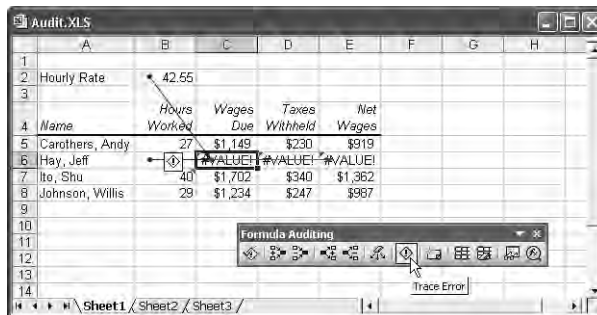 Audit.XLS
A B C D E F G H
1
2 Hourly Rate 42.55
3
Hours Wages Taxes Net
4 Name Worked Due Withheld Wages
5 Carothers, Andy 27 $1,149 $230 $919
6 Hay, Jeff #VALUE! #VALUE! #VALUE!
7 Ito, Shu 40 $1,702 $340 $1,362
8 Johnson, Willis 29 $1,234 $247 $987
9
10
Formula Auditing
11
12
13
Trace Error
14
Sheet1 / Sheet2 / Sheet3 /